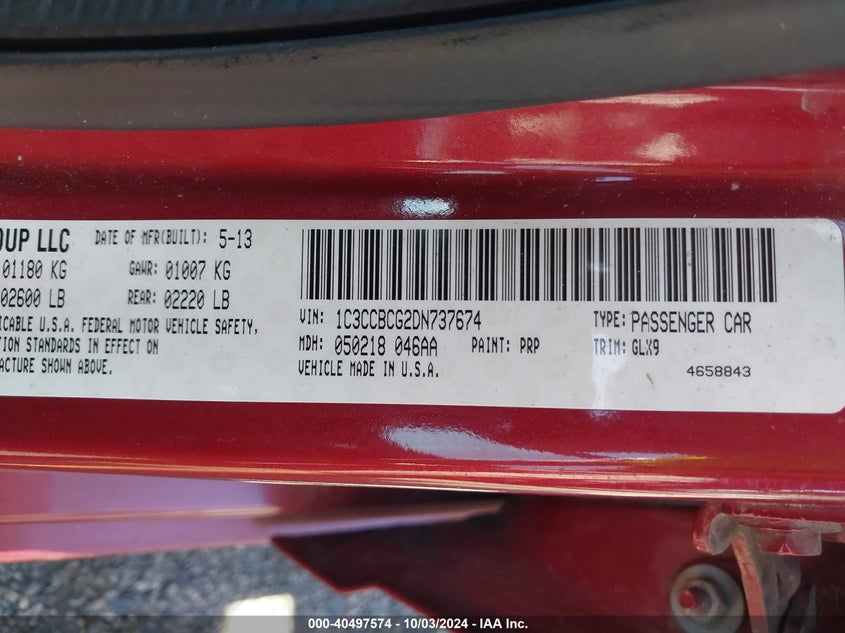 OUP LLC DATE OF MFR(BUILT): 5-13
01180 KG GAWR: 01007 KG
02600 LB REAR: 02220 LB
ICABLE U.S.A. FEDERAL MOTOR VEHICLE SAFETY,
TION STANDARDS IN EFFECT ON
FACTURE SHOWN ABOVE.
VIN: 1C3CCBCG2DN737674 TYPE: PASSENGER CAR
MDH: 050218 046AA PAINT: PRP TRIM: GLX9
VEHICLE MADE IN U.S.A. 4658843
000-40497574 - 10/03/2024 - IAA Inc.